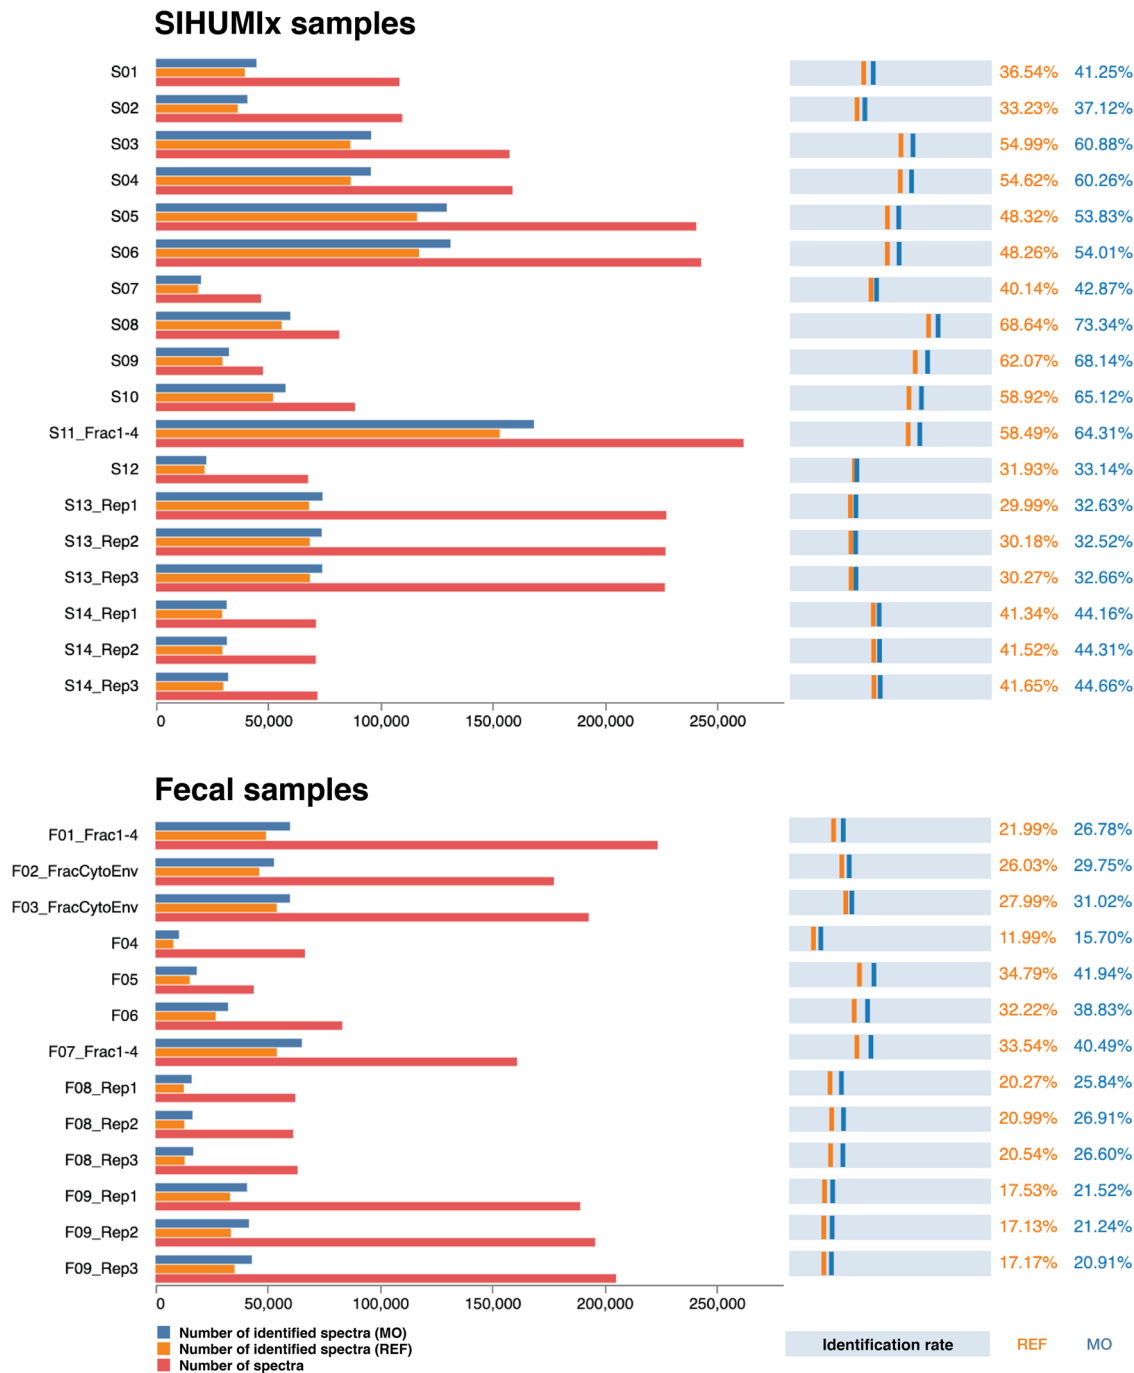 SIHUMIx samples
S01 36.54% 41.25%
S02 33.23% 37.12%
S03 54.99% 60.88%
S04 54.62% 60.26%
S05 48.32% 53.83%
S06 48.26% 54.01%
S07 40.14% 42.87%
S08 68.64% 73.34%
S09 62.07% 68.14%
S10 58.92% 65.12%
S11_Frac1-4 58.49% 64.31%
S12 31.93% 33.14%
S13_Rep1 29.99% 32.63%
S13_Rep2 30.18% 32.52%
S13_Rep3 30.27% 32.66%
S14_Rep1 41.34% 44.16%
S14_Rep2 41.52% 44.31%
S14_Rep3 41.65% 44.66%
0 50,000 100,000 150,000 200,000 250,000
Fecal samples
F01_Frac1-4 21.99% 26.78%
F02_FracCytoEnv 26.03% 29.75%
F03_FracCytoEnv 27.99% 31.02%
F04 11.99% 15.70%
F05 34.79% 41.94%
F06 32.22% 38.83%
F07_Frac1-4 33.54% 40.49%
F08_Rep1 20.27% 25.84%
F08_Rep2 20.99% 26.91%
F08_Rep3 20.54% 26.60%
F09_Rep1 17.53% 21.52%
F09_Rep2 17.13% 21.24%
F09_Rep3 17.17% 20.91%
0 50,000 100,000 150,000 200,000 250,000
Number of identified spectra (MO)
Number of identified spectra (REF)
Number of spectra
Identification rate REF MO